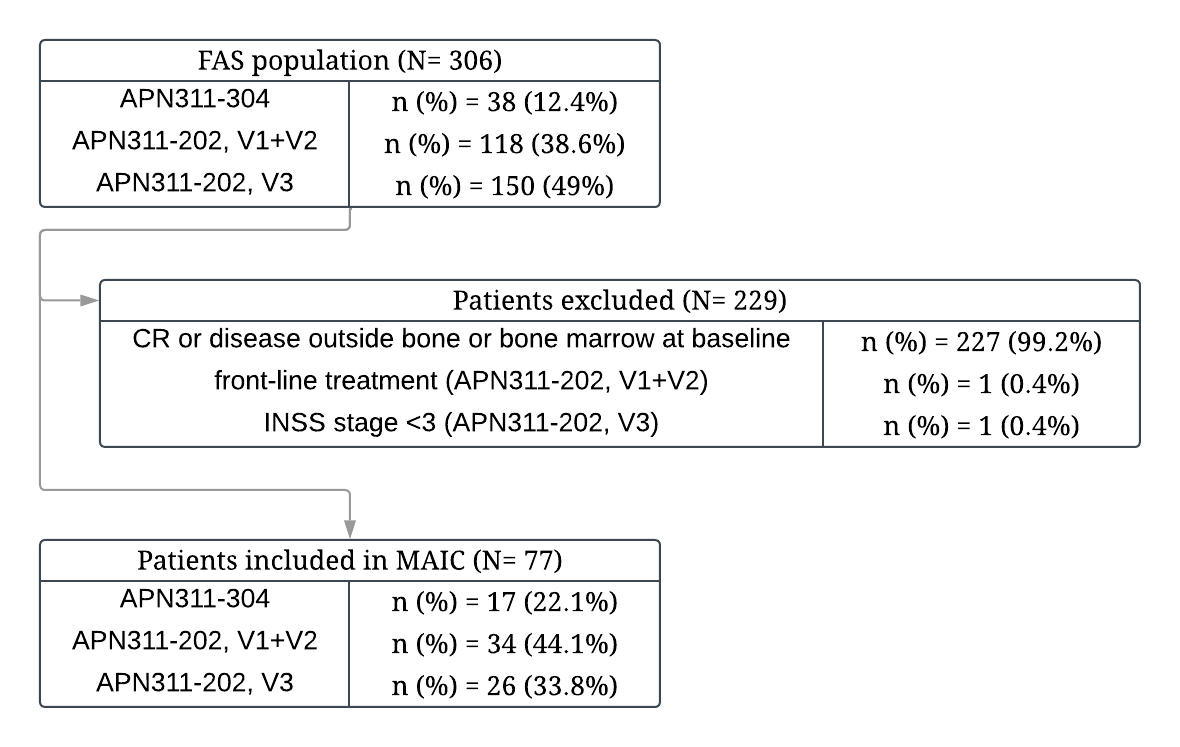 FAS population (N= 306)
APN311-304 n (%) = 38 (12.4%)
APN311-202, V1+V2 n (%) = 118 (38.6%)
APN311-202, V3 n (%) = 150 (49%)
Patients excluded (N= 229)
CR or disease outside bone or bone marrow at baseline n (%) = 227 (99.2%)
front-line treatment (APN311-202, V1+V2) n (%) = 1 (0.4%)
INSS stage <3 (APN311-202, V3) n (%) = 1 (0.4%)
Patients included in MAIC (N= 77)
APN311-304 n (%) = 17 (22.1%)
APN311-202, V1+V2 n (%) = 34 (44.1%)
APN311-202, V3 n (%) = 26 (33.8%)